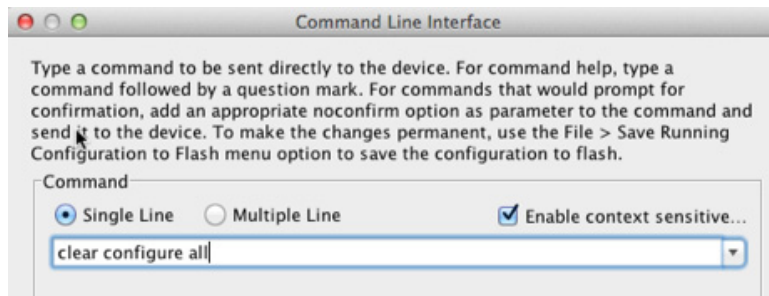 Command Line Interface
Type a command to be sent directly to the device. For command help, type a
command followed by a question mark. For commands that would prompt for
confirmation, add an appropriate noconfirm option as parameter to the command and
send it to the device. To make the changes permanent, use the File > Save Running
Configuration to Flash menu option to save the configuration to flash.
Command
Single Line Multiple Line Enable context sensitive...
clear configure all